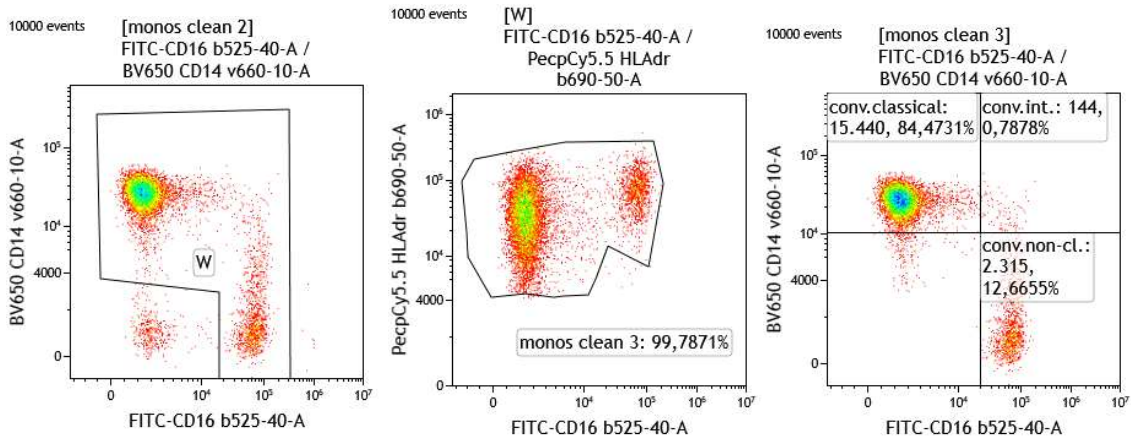 10000 events
[monos clean 2]
FITC-CD16 b525-40-A /
BV650 CD14 v660-10-A
BV650 CD14 v660-10-A
10⁵
10⁴
4000
0
W
0
10⁴
10⁵
10⁶
10⁷
FITC-CD16 b525-40-A
10000 events
[W]
FITC-CD16 b525-40-A /
PecpCy5.5 HLAdr
b690-50-A
PecpCy5.5 HLAdr b690-50-A
10⁶
10⁵
10⁴
4000
0
monos clean 3: 99,7871%
0
10⁴
10⁵
10⁶
10⁷
FITC-CD16 b525-40-A
10000 events
[monos clean 3]
FITC-CD16 b525-40-A /
BV650 CD14 v660-10-A
BV650 CD14 v660-10-A
conv.classical:
15.440, 84,4731%
conv.int.: 144,
0,7878%
10⁵
10⁴
4000
0
conv.non-cl.:
2.315,
12,6655%
0
10⁴
10⁵
10⁶
10⁷
FITC-CD16 b525-40-A